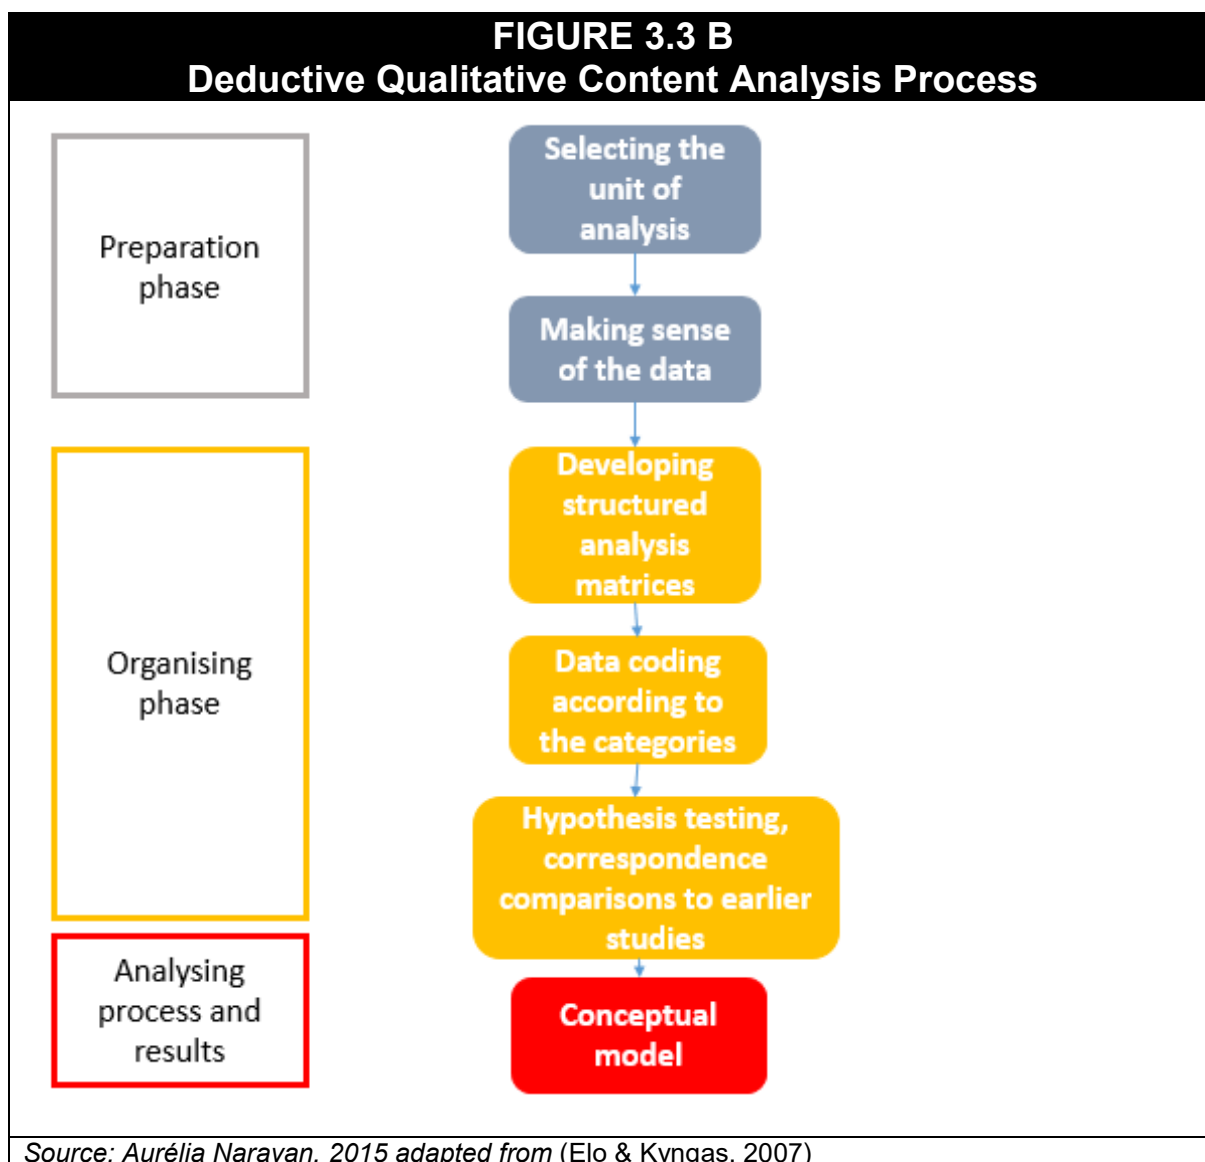 FIGURE 3.3 B
Deductive Qualitative Content Analysis Process
Preparation
phase
Selecting the
unit of
analysis
Making sense
of the data
Organising
phase
Developing
structured
analysis
matrices
Data coding
according to
the categories
Hypothesis testing,
correspondence
comparisons to earlier
studies
Analysing
process and
results
Conceptual
model
Source: Aurélia Narayan, 2015 adapted from (Elo & Kyngas, 2007)